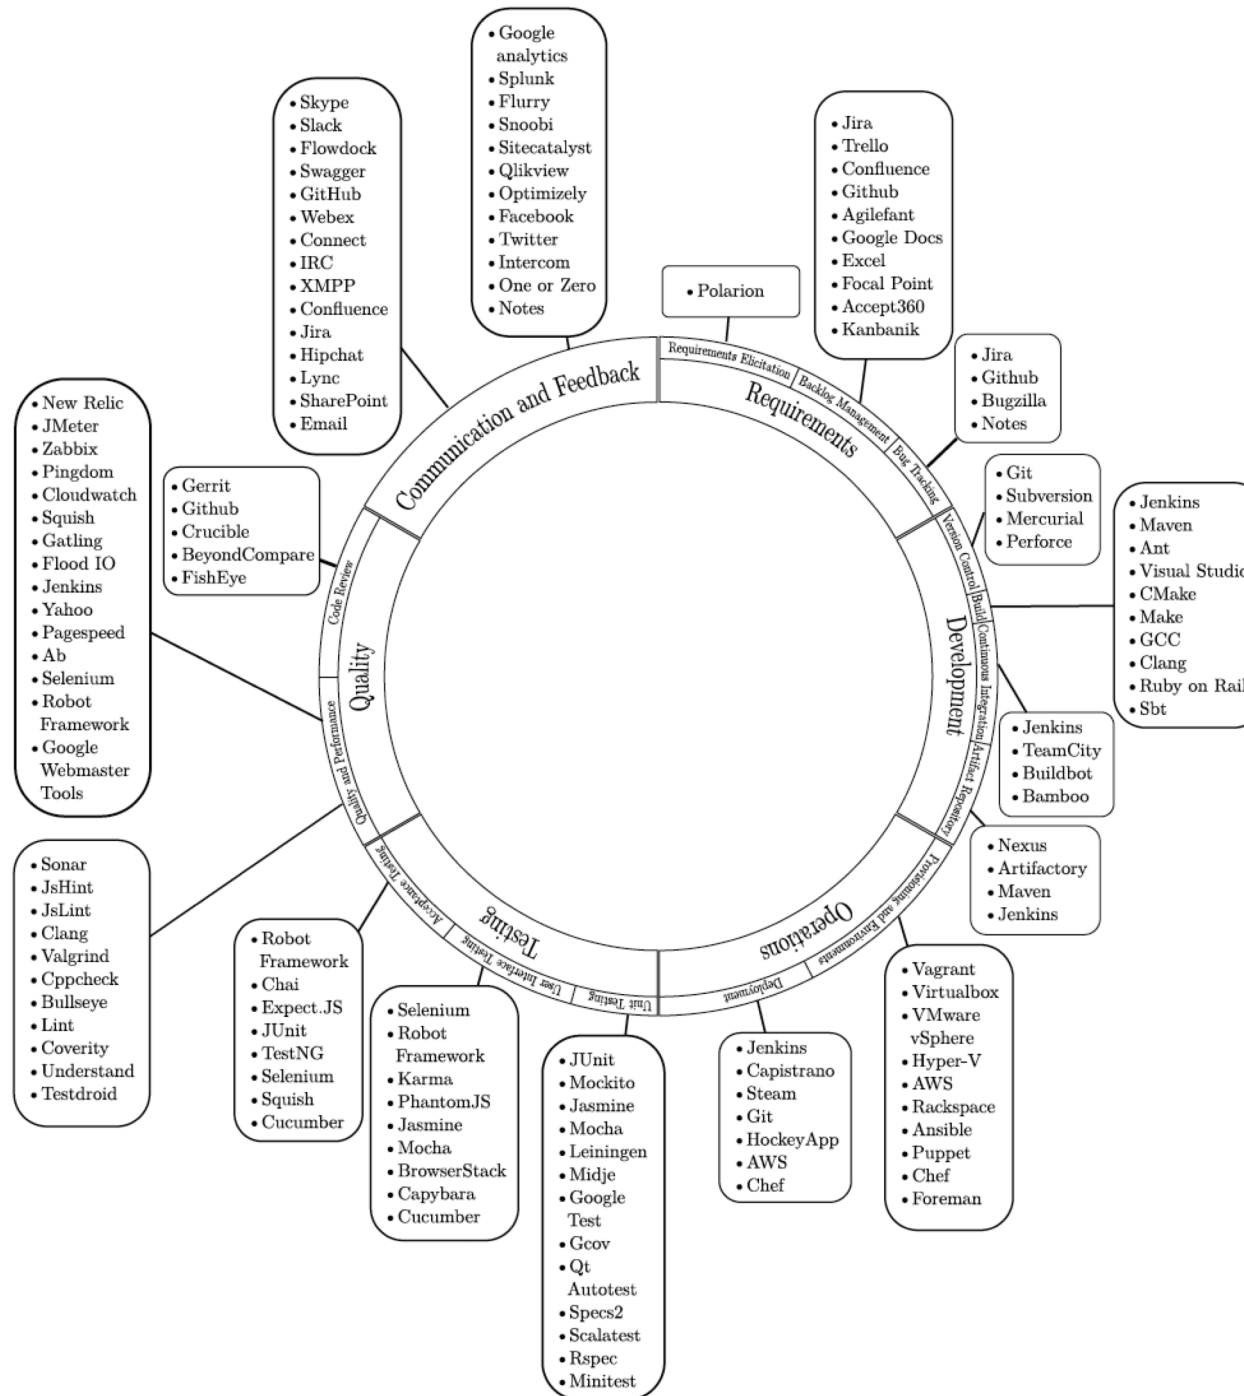 • Google
analytics
• Splunk
• Flurry
• Snoobi
• Sitecatalyst
• Qlikview
• Optimizely
• Facebook
• Twitter
• Intercom
• One or Zero
• Notes
• Skype
• Slack
• Flowdock
• Swagger
• GitHub
• Webex
• Connect
• IRC
• XMPP
• Confluence
• Jira
• Hipchat
• Lync
• SharePoint
• Email
• Jira
• Trello
• Confluence
• Github
• Agilefant
• Google Docs
• Excel
• Focal Point
• Accept360
• Kanbanik
• Polarion
• Jira
• Github
• Bugzilla
• Notes
• Git
• Subversion
• Mercurial
• Perforce
• Jenkins
• Maven
• Ant
• Visual Studio
• CMake
• Make
• GCC
• Clang
• Ruby on Rail
• Sbt
• Jenkins
• TeamCity
• Buildbot
• Bamboo
• Nexus
• Artifactory
• Maven
• Jenkins
• Vagrant
• Virtualbox
• VMware
vSphere
• Hyper-V
• AWS
• Rackspace
• Ansible
• Puppet
• Chef
• Foreman
• Jenkins
• Capistrano
• Steam
• Git
• HockeyApp
• AWS
• Chef
• JUnit
• Mockito
• Jasmine
• Mocha
• Leiningen
• Midje
• Google
Test
• Gcov
• Qt
Autotest
• Specs2
• Scalatest
• Rspec
• Minitest
• Selenium
• Robot
Framework
• Karma
• PhantomJS
• Jasmine
• Mocha
• BrowserStack
• Capybara
• Cucumber
• Robot
Framework
• Chai
• Expect.JS
• JUnit
• TestNG
• Selenium
• Squish
• Cucumber
• Sonar
• JsHint
• JsLint
• Clang
• Valgrind
• Cppcheck
• Bullseye
• Lint
• Coverity
• Understand
• Testdroid
• New Relic
• JMeter
• Zabbix
• Pingdom
• Cloudwatch
• Squish
• Gatling
• Flood IO
• Jenkins
• Yahoo
• Pagespeed
• Ab
• Selenium
• Robot
Framework
• Google
Webmaster
Tools
• Gerrit
• Github
• Crucible
• BeyondCompare
• FishEye
Communication and Feedback
Requirements
Requirements Elicitation
Backlog Management
Bug Tracking
Development
Version Control
Build
Continuous Integration
Artifact Repository
Operations
Provisioning and Environments
Deployment
Testing
Unit Testing
User Interface Testing
Acceptance Testing
Quality
Quality and Performance
Code Review